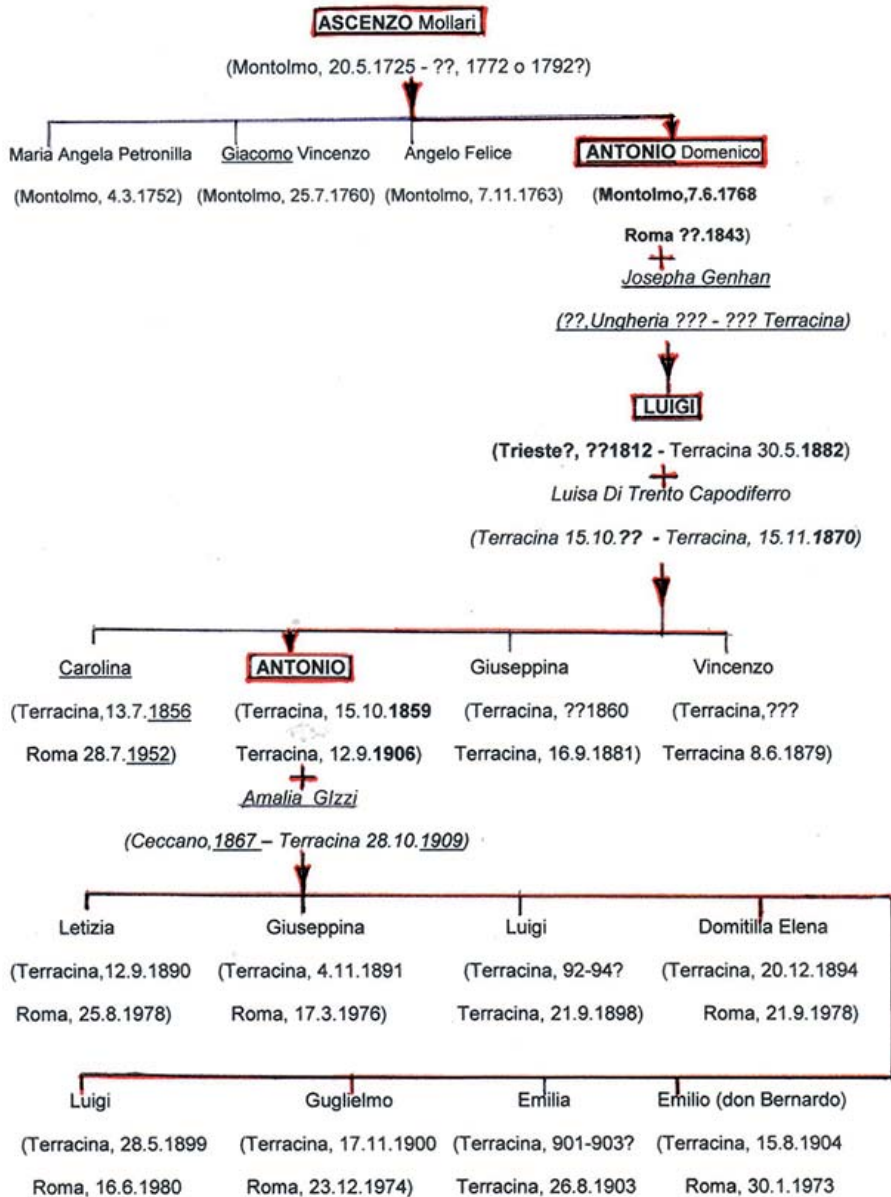 ASCENZO Mollari
(Montolmo, 20.5.1725 - ??, 1772 o 1792?)
Maria Angela Petronilla Giacomo Vincenzo Angelo Felice ANTONIO Domenico
(Montolmo, 4.3.1752) (Montolmo, 25.7.1760) (Montolmo, 7.11.1763) (Montolmo,7.6.1768
Roma ??.1843)
+
Josepha Genhan
(??,Ungheria ??? - ??? Terracina)
LUIGI
(Trieste?, ??1812 - Terracina 30.5.1882)
+
Luisa Di Trento Capodiferro
(Terracina 15.10.?? - Terracina, 15.11.1870)
Carolina ANTONIO Giuseppina Vincenzo
(Terracina,13.7.1856 (Terracina, 15.10.1859 (Terracina, ??1860 (Terracina,???
Roma 28.7.1952) Terracina, 12.9.1906) Terracina, 16.9.1881) Terracina 8.6.1879)
+
Amalia GIzzi
(Ceccano,1867 – Terracina 28.10.1909)
Letizia Giuseppina Luigi Domitilla Elena
(Terracina,12.9.1890 (Terracina, 4.11.1891 (Terracina, 92-94? (Terracina, 20.12.1894
Roma, 25.8.1978) Roma, 17.3.1976) Terracina, 21.9.1898) Roma, 21.9.1978)
Luigi Guglielmo Emilia Emilio (don Bernardo)
(Terracina, 28.5.1899 (Terracina, 17.11.1900 (Terracina, 901-903? (Terracina, 15.8.1904
Roma, 16.6.1980 Roma, 23.12.1974) Terracina, 26.8.1903 Roma, 30.1.1973